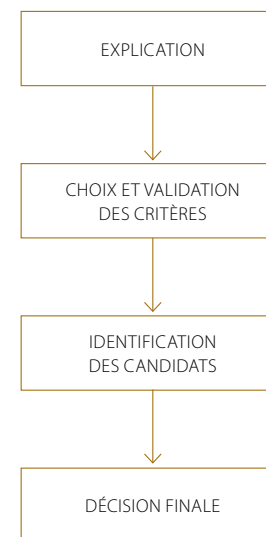 EXPLICATION
CHOIX ET VALIDATION
DES CRITÈRES
IDENTIFICATION
DES CANDIDATS
DÉCISION FINALE